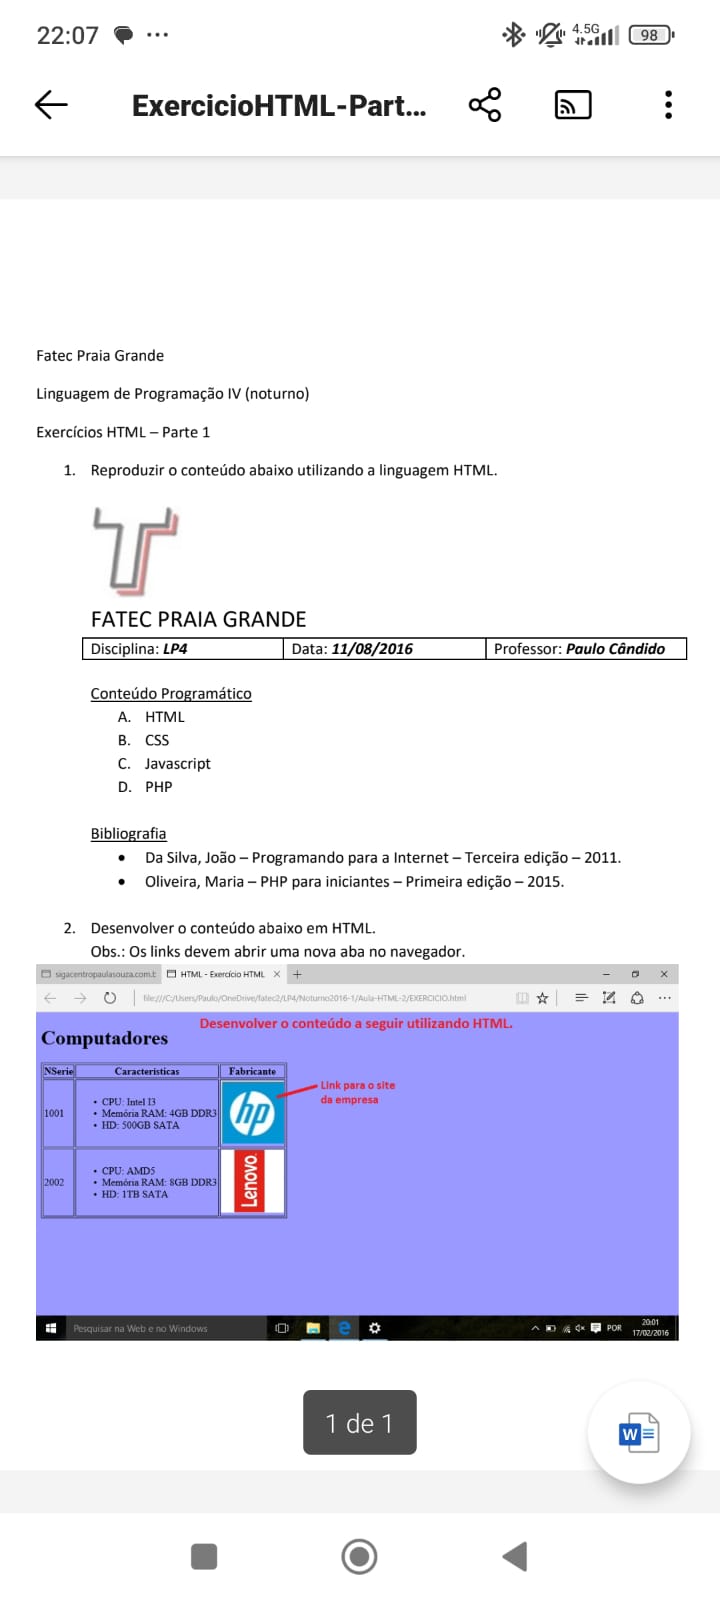 22:07
4.5G
98
ExercicioHTML-Part...
Fatec Praia Grande
Linguagem de Programação IV (noturno)
Exercícios HTML – Parte 1
1. Reproduzir o conteúdo abaixo utilizando a linguagem HTML.
FATEC PRAIA GRANDE
Disciplina: LP4 Data: 11/08/2016 Professor: Paulo Cândido
Conteúdo Programático
A. HTML
B. CSS
C. Javascript
D. PHP
Bibliografia
• Da Silva, João – Programando para a Internet – Terceira edição – 2011.
• Oliveira, Maria – PHP para iniciantes – Primeira edição – 2015.
2. Desenvolver o conteúdo abaixo em HTML.
Obs.: Os links devem abrir uma nova aba no navegador.
sigacentropaulasouza.com.b HTML - Exercício HTML
file:///C:/Users/Paulo/OneDrive/fatec2/LP4/Noturno2016-1/Aula-HTML-2/EXERCICIO.html
Desenvolver o conteúdo a seguir utilizando HTML.
Computadores
NSerie Caracteristicas Fabricante
Link para o site
da empresa
1001
• CPU: Intel I3
• Memória RAM: 4GB DDR3
• HD: 500GB SATA
hp
2002
• CPU: AMD5
• Memória RAM: 8GB DDR3
• HD: 1TB SATA
Lenovo
Pesquisar na Web e no Windows
POR
20:01
17/02/2016
1 de 1
W